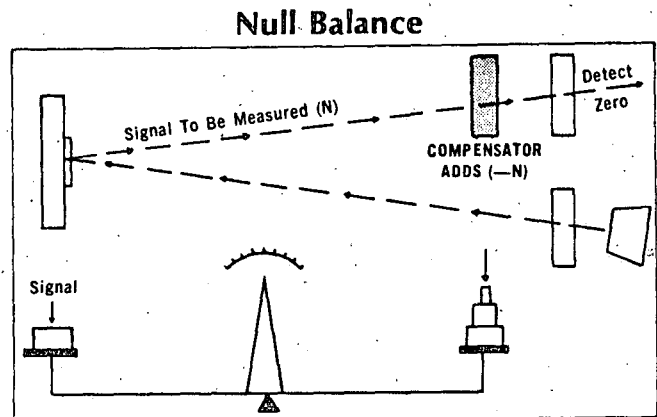 Null Balance
Signal To Be Measured (N)
Detect
Zero
COMPENSATOR
ADDS (—N)
Signal